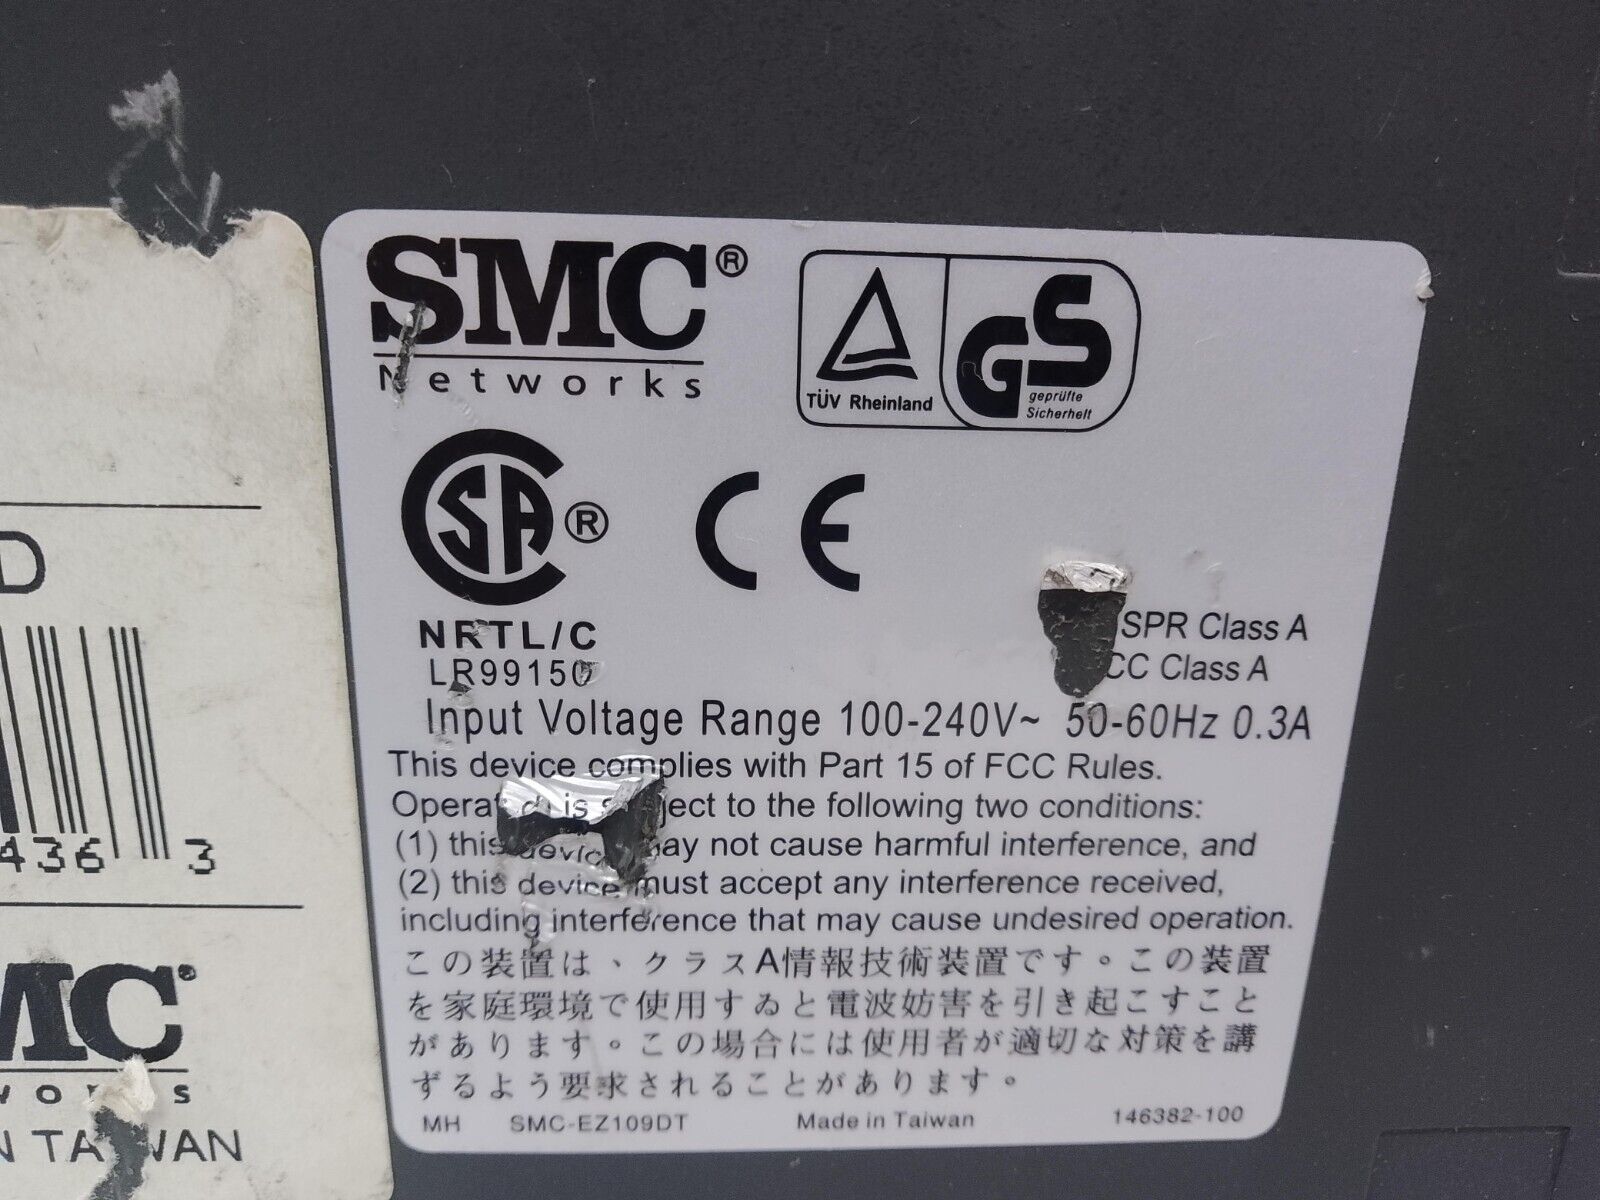 SMC®
Networks
TÜV Rheinland
GS
geprüfte
Sicherheit
CSA®
CE
NRTL/C
LR99150
SPR Class A
CC Class A
Input Voltage Range 100-240V~ 50-60Hz 0.3A
This device complies with Part 15 of FCC Rules.
is subject to the following two conditions:
(1) this device may not cause harmful interference, and
(2) this device must accept any interference received,
including interference that may cause undesired operation.
この装置は、クラスA情報技術装置です。この装置
を家庭環境で使用すゐと電波妨害を引き起こすこと
があります。この場合には使用者が適切な対策を講
ずるよう要求されることがあります。
MH SMC-EZ109DT Made in Taiwan 146382-100
D
436 3
MC
TAIWAN